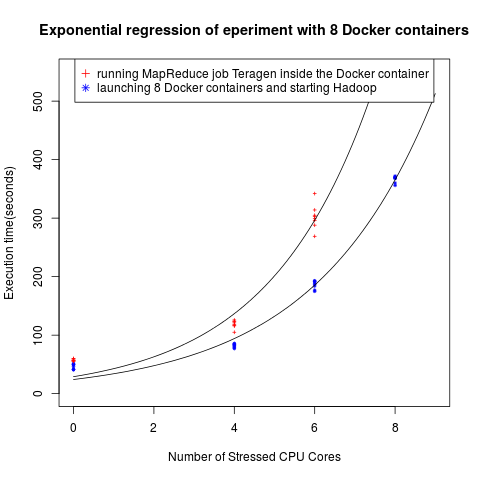 Exponential regression of eperiment with 8 Docker containers
running MapReduce job Teragen inside the Docker container
launching 8 Docker containers and starting Hadoop
Execution time(seconds)
500
400
300
200
100
0
0 2 4 6 8
Number of Stressed CPU Cores